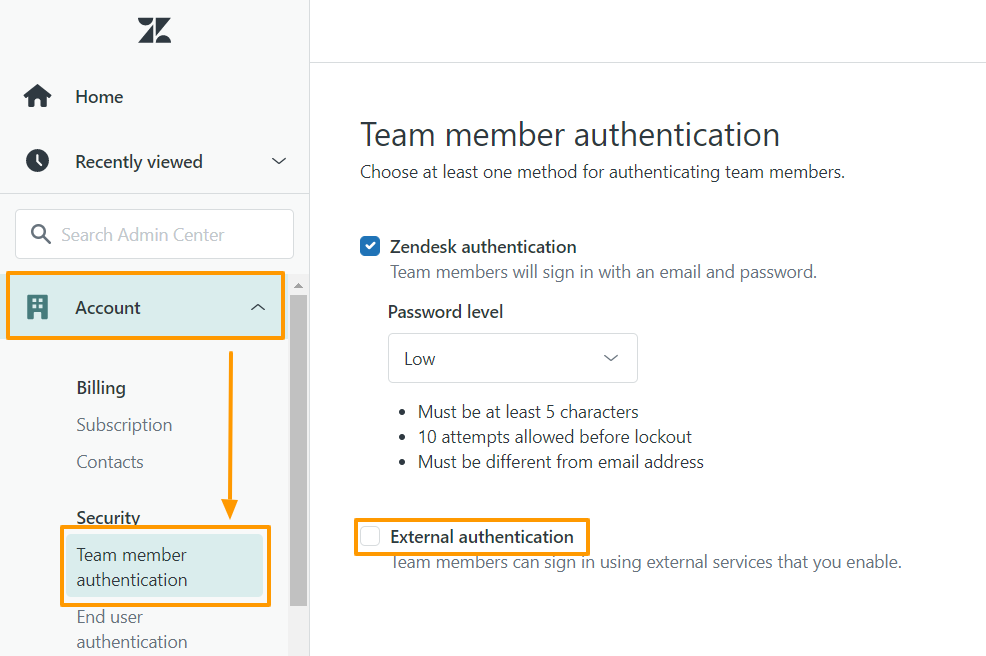 Home
Recently viewed
Search Admin Center
Account
Billing
Subscription
Contacts
Security
Team member
authentication
End user
authentication
Team member authentication
Choose at least one method for authenticating team members.
Zendesk authentication
Team members will sign in with an email and password.
Password level
Low
• Must be at least 5 characters
• 10 attempts allowed before lockout
• Must be different from email address
External authentication
Team members can sign in using external services that you enable.